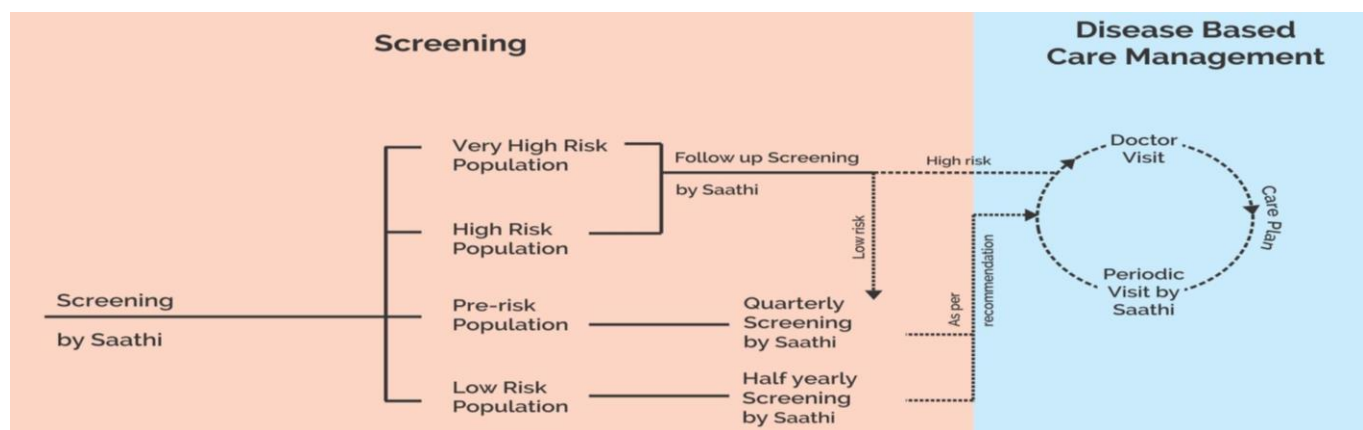 Screening
Disease Based
Care Management
Very High Risk
Population
Follow up Screening
by Saathi
High risk
Doctor
Visit
Care Plan
High Risk
Population
Low risk
As per
recommendation
Periodic
Visit by
Saathi
Screening
by Saathi
Pre-risk
Population
Quarterly
Screening
by Saathi
Low Risk
Population
Half yearly
Screening
by Saathi